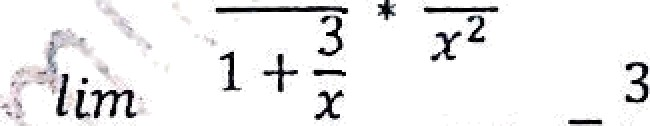 1 + 3/x * x²
lim _ 3